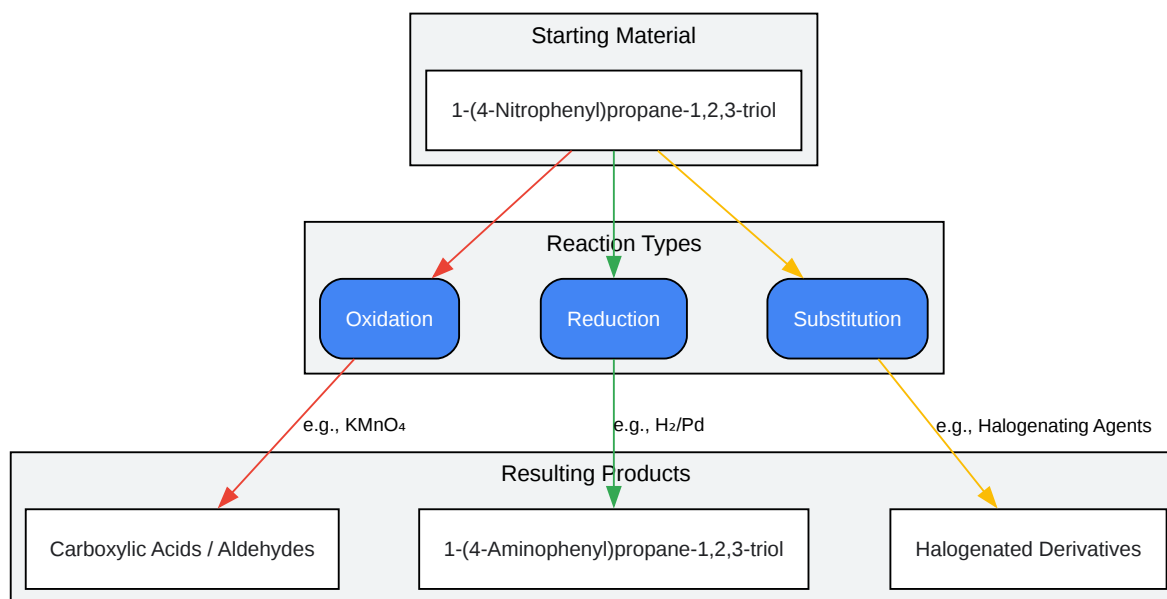 Starting Material
1-(4-Nitrophenyl)propane-1,2,3-triol
Reaction Types
Oxidation
Reduction
Substitution
e.g., KMnO₄
e.g., H₂/Pd
e.g., Halogenating Agents
Resulting Products
Carboxylic Acids / Aldehydes
1-(4-Aminophenyl)propane-1,2,3-triol
Halogenated Derivatives